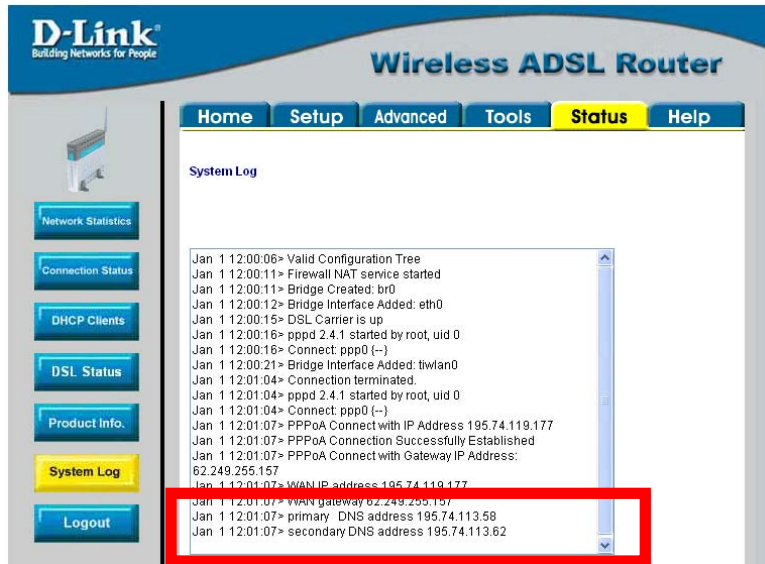 D-Link®
Building Networks for People
Wireless ADSL Router
Home Setup Advanced Tools Status Help
Network Statistics
Connection Status
DHCP Clients
DSL Status
Product Info.
System Log
Logout
System Log
Jan 1 12:00:06> Valid Configuration Tree
Jan 1 12:00:11> Firewall NAT service started
Jan 1 12:00:11> Bridge Created: br0
Jan 1 12:00:12> Bridge Interface Added: eth0
Jan 1 12:00:15> DSL Carrier is up
Jan 1 12:00:16> pppd 2.4.1 started by root, uid 0
Jan 1 12:00:16> Connect: ppp0 {--}
Jan 1 12:00:21> Bridge Interface Added: tiwlan0
Jan 1 12:01:04> Connection terminated.
Jan 1 12:01:04> pppd 2.4.1 started by root, uid 0
Jan 1 12:01:04> Connect: ppp0 {--}
Jan 1 12:01:07> PPPoA Connect with IP Address 195.74.119.177
Jan 1 12:01:07> PPPoA Connection Successfully Established
Jan 1 12:01:07> PPPoA Connect with Gateway IP Address:
62.249.255.157
Jan 1 12:01:07> WAN IP address 195.74.119.177
Jan 1 12:01:07> WAN gateway 62.249.255.157
Jan 1 12:01:07> primary DNS address 195.74.113.58
Jan 1 12:01:07> secondary DNS address 195.74.113.62